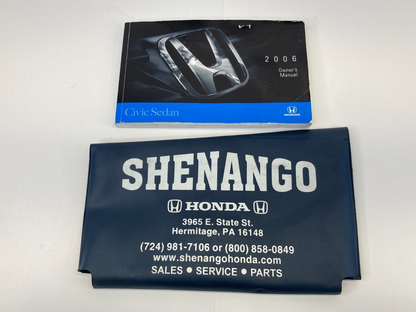 2006
Owner's
Manual
Civic Sedan
HONDA
SHENANGO
HONDA
3965 E. State St.
Hermitage, PA 16148
(724) 981-7106 or (800) 858-0849
www.shenangohonda.com
SALES ● SERVICE ● PARTS